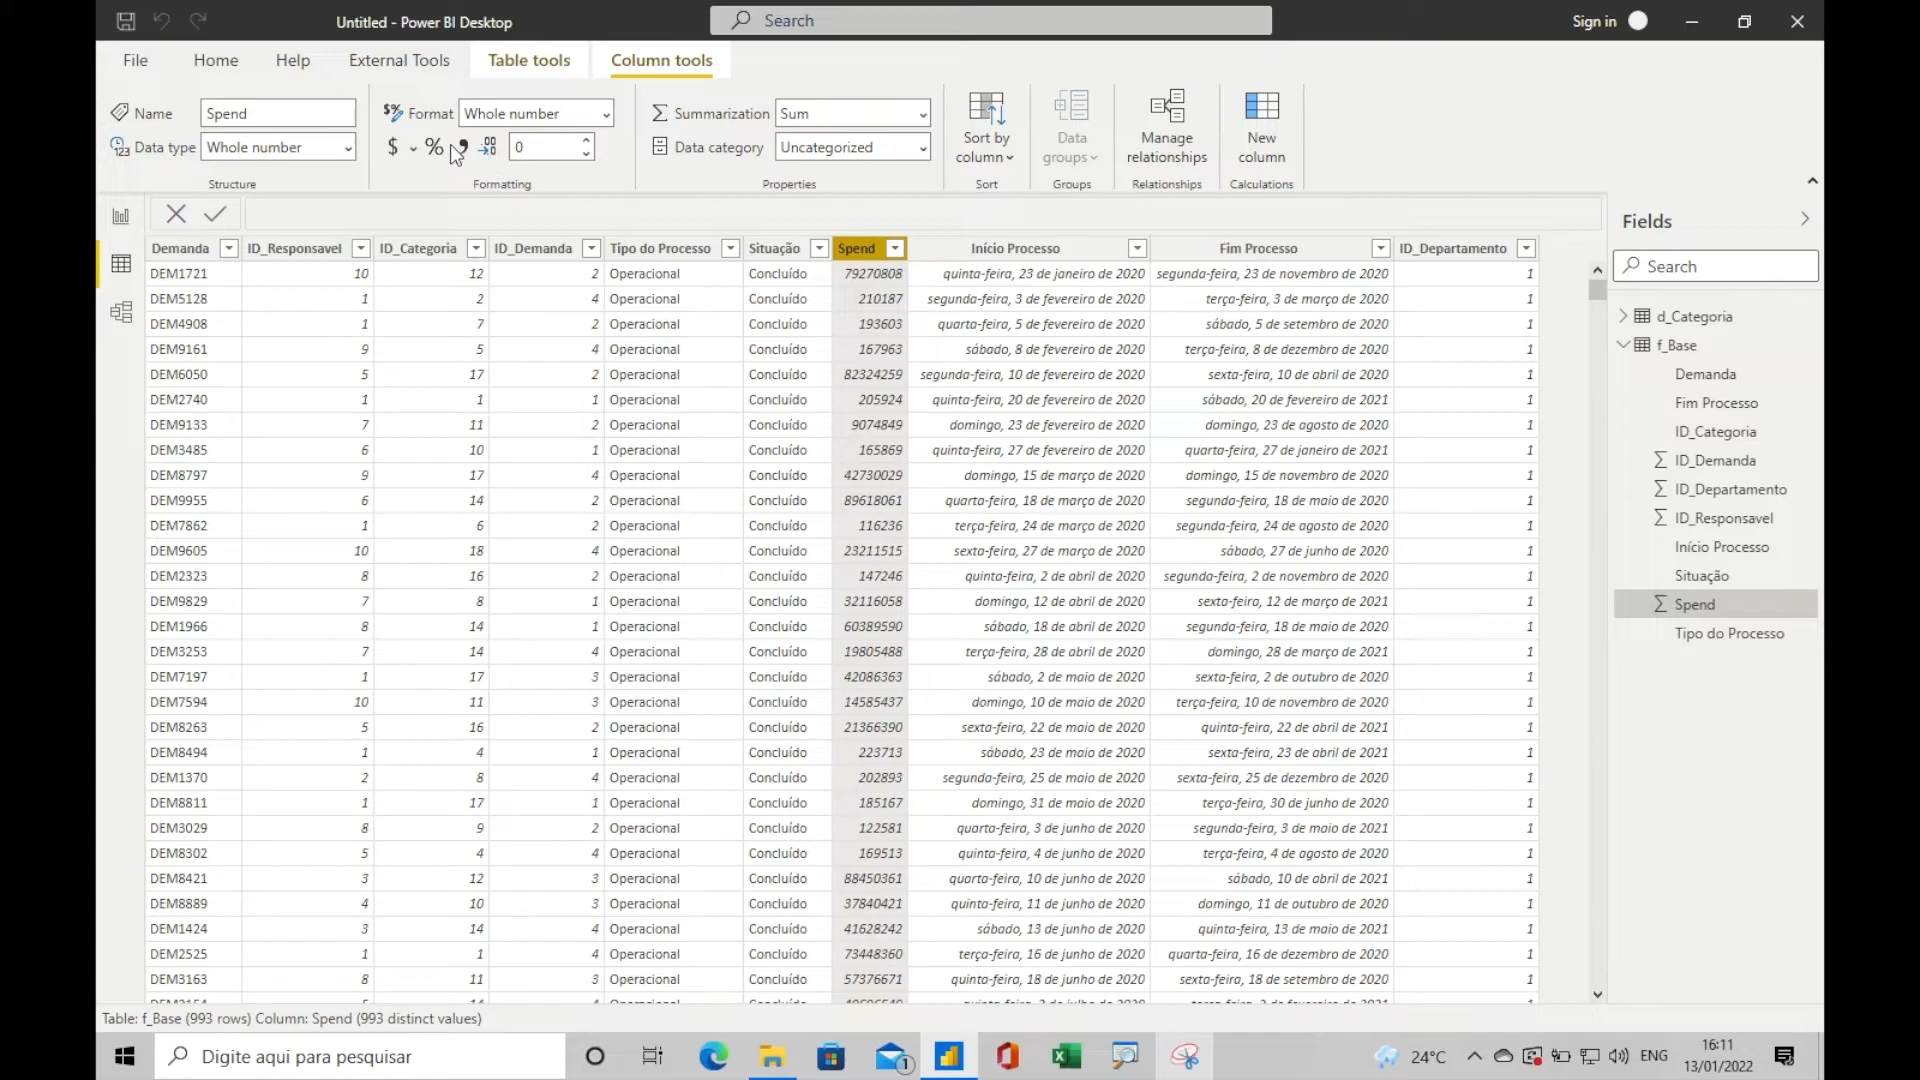 Untitled - Power BI Desktop
Search
Sign in
File Home Help External Tools Table tools Column tools
Name Spend
Format Whole number
Summarization Sum
Data type Whole number
$ % 0
Data category Uncategorized
Sort by column
Data groups
Manage relationships
New column
Structure Formatting Properties Sort Groups Relationships Calculations
Fields
Demanda ID_Responsavel ID_Categoria ID_Demanda Tipo do Processo Situação Spend Início Processo Fim Processo ID_Departamento
DEM1721 10 12 2 Operacional Concluído 79270808 quinta-feira, 23 de janeiro de 2020 segunda-feira, 23 de novembro de 2020 1
DEM5128 1 2 4 Operacional Concluído 210187 segunda-feira, 3 de fevereiro de 2020 terça-feira, 3 de março de 2020 1
DEM4908 1 7 2 Operacional Concluído 193603 quarta-feira, 5 de fevereiro de 2020 sábado, 5 de setembro de 2020 1
DEM9161 9 5 4 Operacional Concluído 167963 sábado, 8 de fevereiro de 2020 terça-feira, 8 de dezembro de 2020 1
DEM6050 5 17 2 Operacional Concluído 82324259 segunda-feira, 10 de fevereiro de 2020 sexta-feira, 10 de abril de 2020 1
DEM2740 1 1 1 Operacional Concluído 205924 quinta-feira, 20 de fevereiro de 2020 sábado, 20 de fevereiro de 2021 1
DEM9133 7 11 2 Operacional Concluído 9074849 domingo, 23 de fevereiro de 2020 domingo, 23 de agosto de 2020 1
DEM3485 6 10 1 Operacional Concluído 165869 quinta-feira, 27 de fevereiro de 2020 quarta-feira, 27 de janeiro de 2021 1
DEM8797 9 17 4 Operacional Concluído 42730029 domingo, 15 de março de 2020 domingo, 15 de novembro de 2020 1
DEM9955 6 14 2 Operacional Concluído 89618061 quarta-feira, 18 de março de 2020 segunda-feira, 18 de maio de 2020 1
DEM7862 1 6 2 Operacional Concluído 116236 terça-feira, 24 de março de 2020 segunda-feira, 24 de agosto de 2020 1
DEM9605 10 18 4 Operacional Concluído 23211515 sexta-feira, 27 de março de 2020 sábado, 27 de junho de 2020 1
DEM2323 8 16 2 Operacional Concluído 147246 quinta-feira, 2 de abril de 2020 segunda-feira, 2 de novembro de 2020 1
DEM9829 7 8 1 Operacional Concluído 32116058 domingo, 12 de abril de 2020 sexta-feira, 12 de março de 2021 1
DEM1966 8 14 1 Operacional Concluído 60389590 sábado, 18 de abril de 2020 segunda-feira, 18 de maio de 2020 1
DEM3253 7 14 4 Operacional Concluído 19805488 terça-feira, 28 de abril de 2020 domingo, 28 de março de 2021 1
DEM7197 1 17 3 Operacional Concluído 42086363 sábado, 2 de maio de 2020 sexta-feira, 2 de outubro de 2020 1
DEM7594 10 11 3 Operacional Concluído 14585437 domingo, 10 de maio de 2020 terça-feira, 10 de novembro de 2020 1
DEM8263 5 16 2 Operacional Concluído 21366390 sexta-feira, 22 de maio de 2020 quinta-feira, 22 de abril de 2021 1
DEM8494 1 4 1 Operacional Concluído 223713 sábado, 23 de maio de 2020 sexta-feira, 23 de abril de 2021 1
DEM1370 2 8 4 Operacional Concluído 202893 segunda-feira, 25 de maio de 2020 sexta-feira, 25 de dezembro de 2020 1
DEM8811 1 17 1 Operacional Concluído 185167 domingo, 31 de maio de 2020 terça-feira, 30 de junho de 2020 1
DEM3029 8 9 2 Operacional Concluído 122581 quarta-feira, 3 de junho de 2020 segunda-feira, 3 de maio de 2021 1
DEM8302 5 4 4 Operacional Concluído 169513 quinta-feira, 4 de junho de 2020 terça-feira, 4 de agosto de 2020 1
DEM8421 3 12 3 Operacional Concluído 88450361 quarta-feira, 10 de junho de 2020 sábado, 10 de abril de 2021 1
DEM8889 4 10 3 Operacional Concluído 37840421 quinta-feira, 11 de junho de 2020 domingo, 11 de outubro de 2020 1
DEM1424 3 14 4 Operacional Concluído 41628242 sábado, 13 de junho de 2020 quinta-feira, 13 de maio de 2021 1
DEM2525 1 1 4 Operacional Concluído 73448360 terça-feira, 16 de junho de 2020 quarta-feira, 16 de dezembro de 2020 1
DEM3163 8 11 3 Operacional Concluído 57376671 quinta-feira, 18 de junho de 2020 sexta-feira, 18 de setembro de 2020 1
Search
d_Categoria
f_Base
Demanda
Fim Processo
ID_Categoria
ID_Demanda
ID_Departamento
ID_Responsavel
Início Processo
Situação
Spend
Tipo do Processo
Table: f_Base (993 rows) Column: Spend (993 distinct values)
Digite aqui para pesquisar
1
24°C
ENG
16:11
13/01/2022